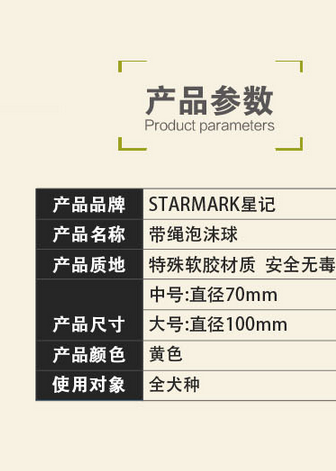 产品参数
Product parameters
产品品牌 STARMARK星记
产品名称 带绳泡沫球
产品质地 特殊软胶材质 安全无毒
中号:直径70mm
产品尺寸 大号:直径100mm
产品颜色 黄色
使用对象 全犬种